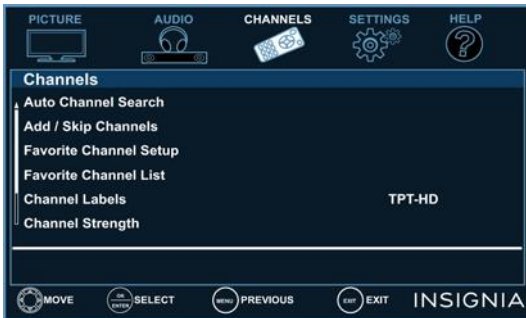 PICTURE AUDIO CHANNELS SETTINGS HELP
?
Channels
Auto Channel Search
Add / Skip Channels
Favorite Channel Setup
Favorite Channel List
Channel Labels TPT-HD
Channel Strength
MOVE OK ENTER SELECT MENU PREVIOUS EXIT EXIT INSIGNIA